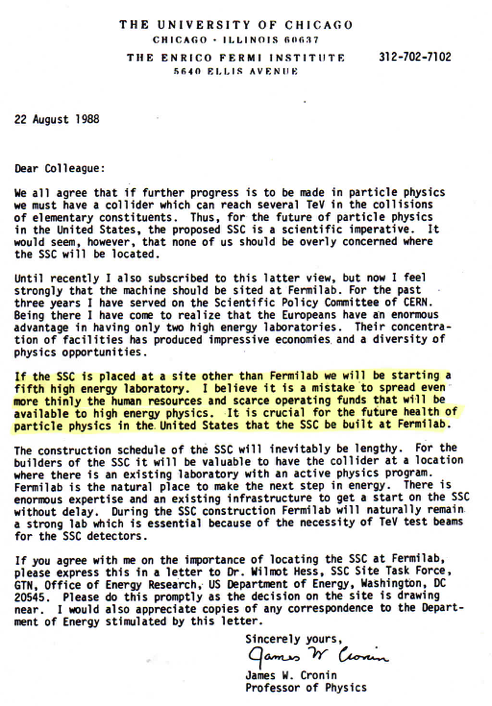 THE UNIVERSITY OF CHICAGO
CHICAGO · ILLINOIS 60637
THE ENRICO FERMI INSTITUTE 312-702-7102
5640 ELLIS AVENUE
22 August 1988
Dear Colleague:
We all agree that if further progress is to be made in particle physics
we must have a collider which can reach several TeV in the collisions
of elementary constituents. Thus, for the future of particle physics
in the United States, the proposed SSC is a scientific imperative. It
would seem, however, that none of us should be overly concerned where
the SSC will be located.
Until recently I also subscribed to this latter view, but now I feel
strongly that the machine should be sited at Fermilab. For the past
three years I have served on the Scientific Policy Committee of CERN.
Being there I have come to realize that the Europeans have an enormous
advantage in having only two high energy laboratories. Their concentra-
tion of facilities has produced impressive economies and a diversity of
physics opportunities.
If the SSC is placed at a site other than Fermilab we will be starting a
fifth high energy laboratory. I believe it is a mistake to spread even
more thinly the human resources and scarce operating funds that will be
available to high energy physics. It is crucial for the future health of
particle physics in the United States that the SSC be built at Fermilab.
The construction schedule of the SSC will inevitably be lengthy. For the
builders of the SSC it will be valuable to have the collider at a location
where there is an existing laboratory with an active physics program.
Fermilab is the natural place to make the next step in energy. There is
enormous expertise and an existing infrastructure to get a start on the SSC
without delay. During the SSC construction Fermilab will naturally remain
a strong lab which is essential because of the necessity of TeV test beams
for the SSC detectors.
If you agree with me on the importance of locating the SSC at Fermilab,
please express this in a letter to Dr. Wilmot Hess, SSC Site Task Force,
GTN, Office of Energy Research, US Department of Energy, Washington, DC
20545. Please do this promptly as the decision on the site is drawing
near. I would also appreciate copies of any correspondence to the Depart-
ment of Energy stimulated by this letter.
Sincerely yours,
James W Cronin
James W. Cronin
Professor of Physics